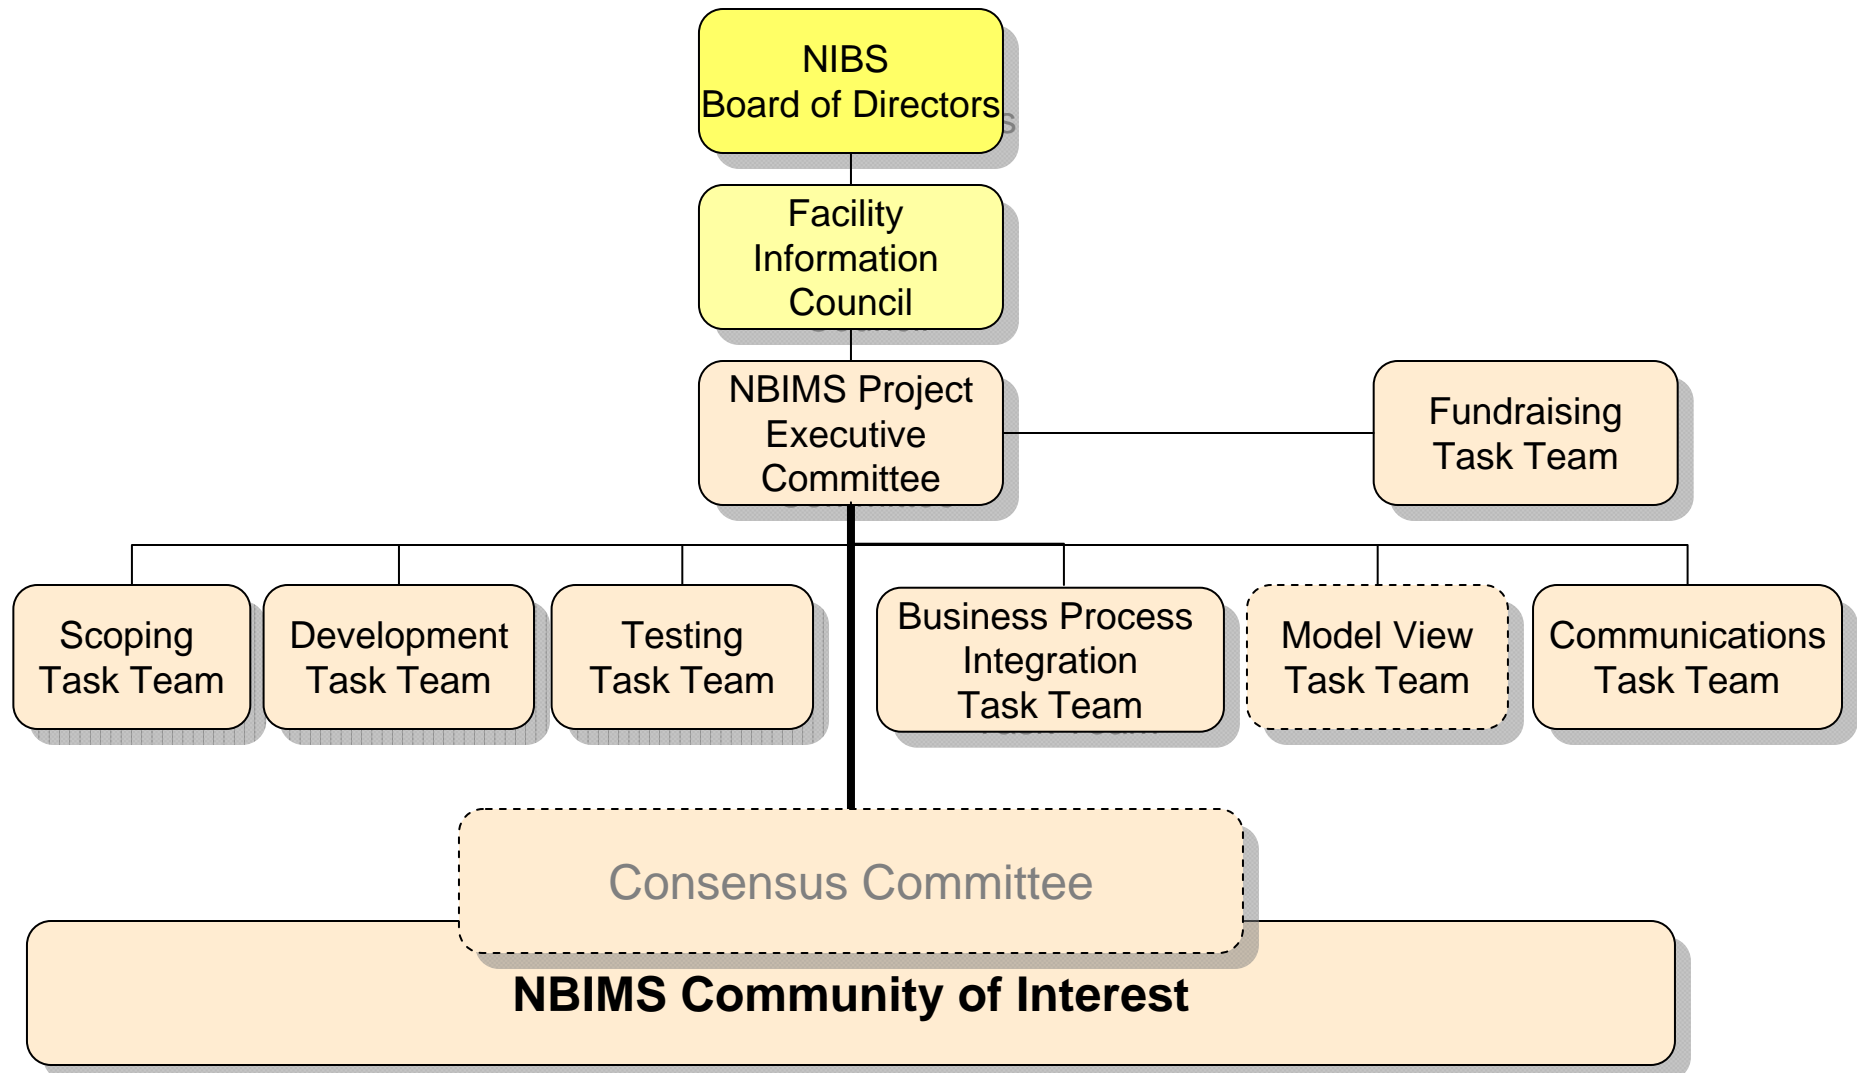 NIBS
Board of Directors
Facility
Information
Council
NBIMS Project
Executive
Committee
Fundraising
Task Team
Scoping
Task Team
Development
Task Team
Testing
Task Team
Business Process
Integration
Task Team
Model View
Task Team
Communications
Task Team
Consensus Committee
NBIMS Community of Interest